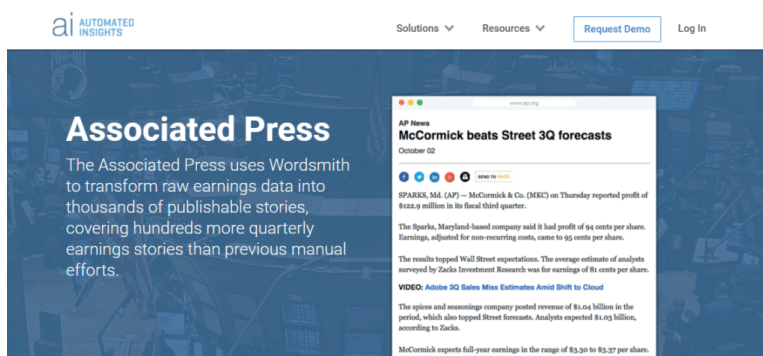 ai AUTOMATED
INSIGHTS
Solutions
Resources
Request Demo
Log In
Associated Press
The Associated Press uses Wordsmith
to transform raw earnings data into
thousands of publishable stories,
covering hundreds more quarterly
earnings stories than previous manual
efforts.
www.ap.org
AP News
McCormick beats Street 3Q forecasts
October 02
SEND TO
SPARKS, Md. (AP) — McCormick & Co. (MKC) on Thursday reported profit of
$122.9 million in its fiscal third quarter.
The Sparks, Maryland-based company said it had profit of 94 cents per share.
Earnings, adjusted for non-recurring costs, came to 95 cents per share.
The results topped Wall Street expectations. The average estimate of analysts
surveyed by Zacks Investment Research was for earnings of 81 cents per share.
VIDEO: Adobe 3Q Sales Miss Estimates Amid Shift to Cloud
The spices and seasonings company posted revenue of $1.04 billion in the
period, which also topped Street forecasts. Analysts expected $1.03 billion,
according to Zacks.
McCormick expects full-year earnings in the range of $3.30 to $3.37 per share.